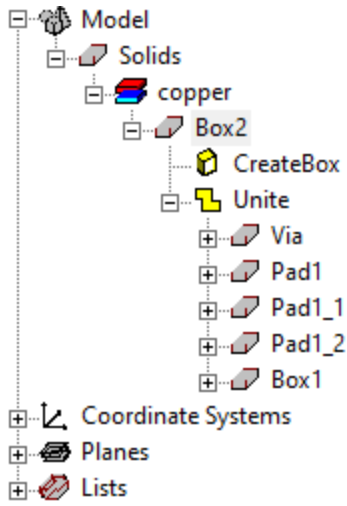 Model
Solids
copper
Box2
CreateBox
Unite
Via
Pad1
Pad1_1
Pad1_2
Box1
Coordinate Systems
Planes
Lists